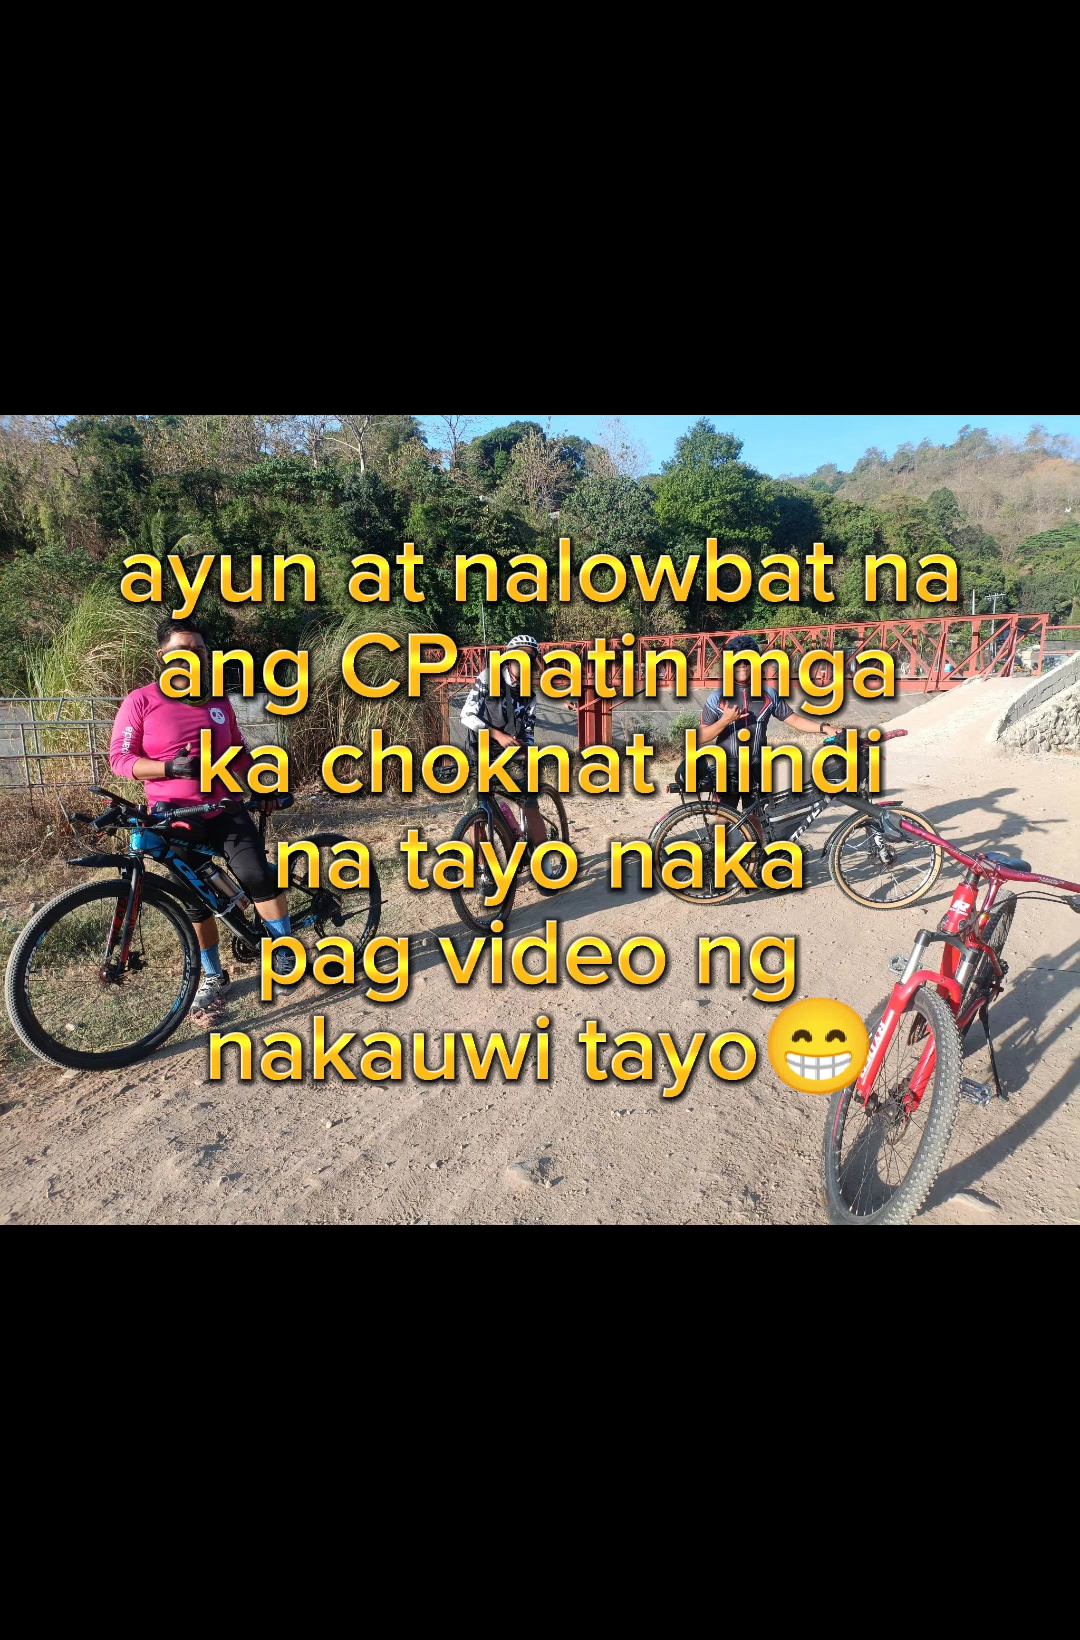 ayun at nalowbat na
ang CP natin mga
ka choknat hindi
na tayo naka
pag video ng
nakauwi tayo😁
panda